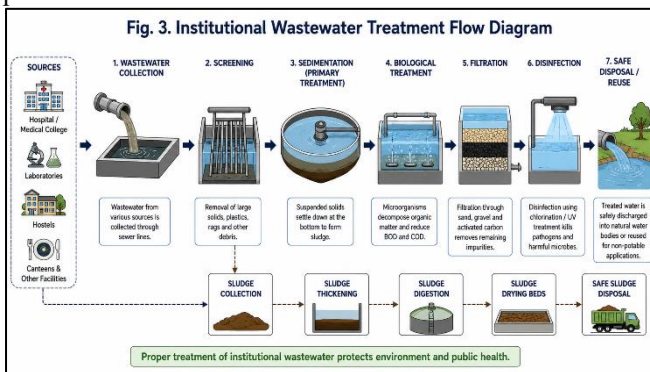 Fig. 3. Institutional Wastewater Treatment Flow Diagram
SOURCES
Hospital /
Medical College
Laboratories
Hostels
Canteens &
Other Facilities
1. WASTEWATER
COLLECTION
Wastewater from
various sources is
collected through
sewer lines.
2. SCREENING
Removal of large
solids, plastics,
rags and other
debris.
3. SEDIMENTATION
(PRIMARY
TREATMENT)
Suspended solids
settle down at the
bottom to form
sludge.
4. BIOLOGICAL
TREATMENT
Microorganisms
decompose organic
matter and reduce
BOD and COD.
5. FILTRATION
Filtration through
sand, gravel and
activated carbon
removes remaining
impurities.
6. DISINFECTION
Disinfection using
chlorination / UV
treatment kills
pathogens and
harmful microbes.
7. SAFE
DISPOSAL /
REUSE
Treated water is
safely discharged
into natural water
bodies or reused for
non-potable
applications.
SLUDGE
COLLECTION
SLUDGE
THICKENING
SLUDGE
DIGESTION
SLUDGE
DRYING BEDS
SAFE SLUDGE
DISPOSAL
Proper treatment of institutional wastewater protects environment and public health.